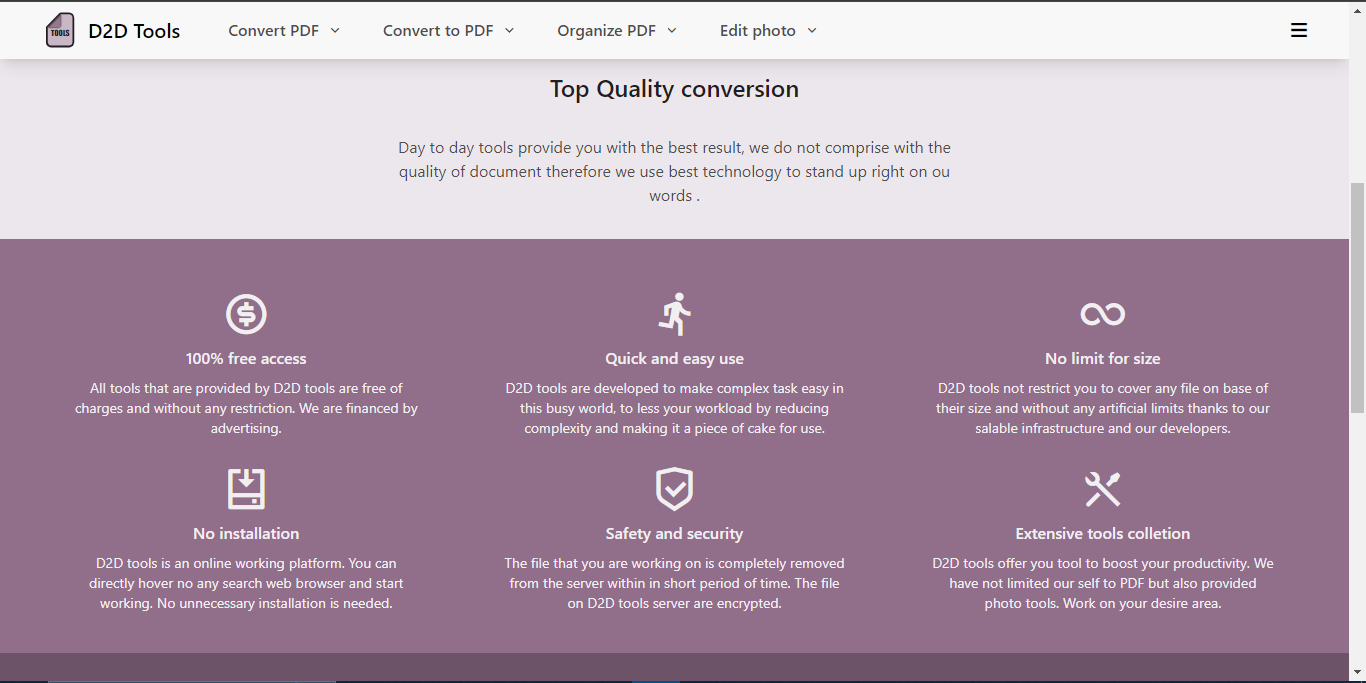 TOOLS
D2D Tools
Convert PDF
Convert to PDF
Organize PDF
Edit photo
Top Quality conversion
Day to day tools provide you with the best result, we do not comprise with the
quality of document therefore we use best technology to stand up right on ou
words .
100% free access
All tools that are provided by D2D tools are free of
charges and without any restriction. We are financed by
advertising.
Quick and easy use
D2D tools are developed to make complex task easy in
this busy world, to less your workload by reducing
complexity and making it a piece of cake for use.
No limit for size
D2D tools not restrict you to cover any file on base of
their size and without any artificial limits thanks to our
salable infrastructure and our developers.
No installation
D2D tools is an online working platform. You can
directly hover no any search web browser and start
working. No unnecessary installation is needed.
Safety and security
The file that you are working on is completely removed
from the server within in short period of time. The file
on D2D tools server are encrypted.
Extensive tools colletion
D2D tools offer you tool to boost your productivity. We
have not limited our self to PDF but also provided
photo tools. Work on your desire area.